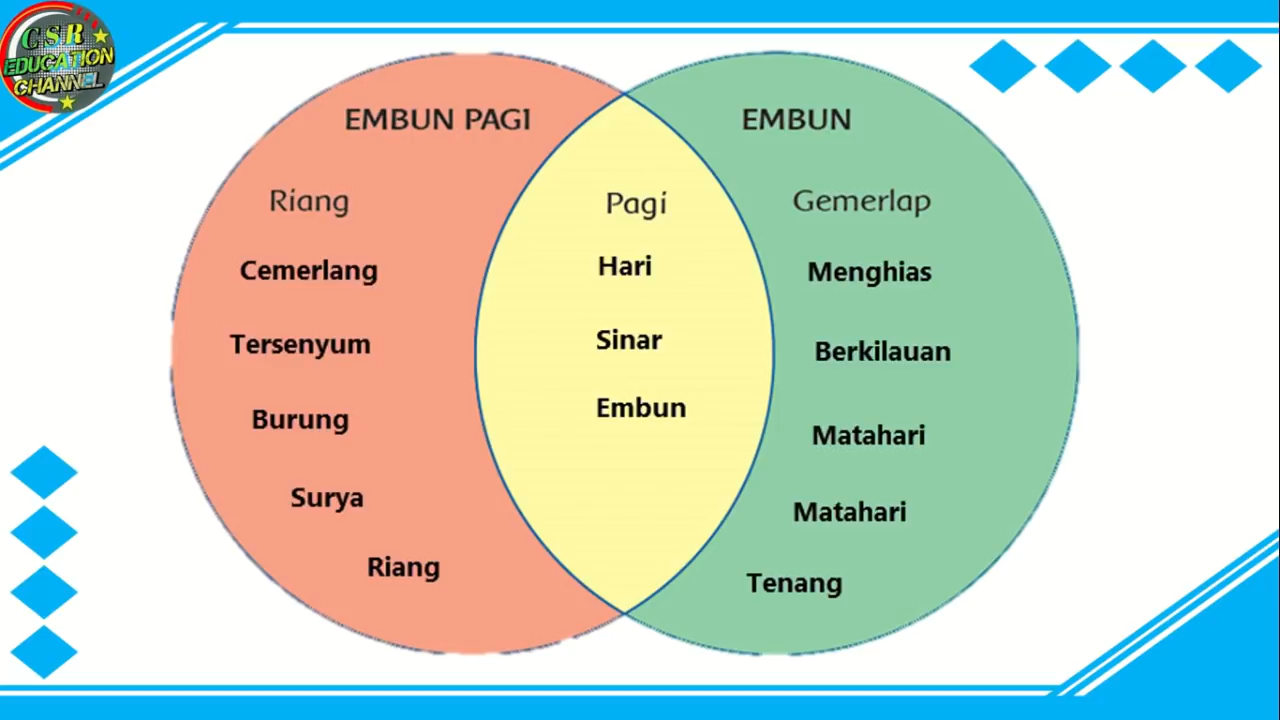 CSR
EDUCATION
CHANNEL
EMBUN PAGI
EMBUN
Riang
Pagi
Gemerlap
Cemerlang
Hari
Menghias
Tersenyum
Sinar
Berkilauan
Burung
Embun
Matahari
Surya
Matahari
Riang
Tenang